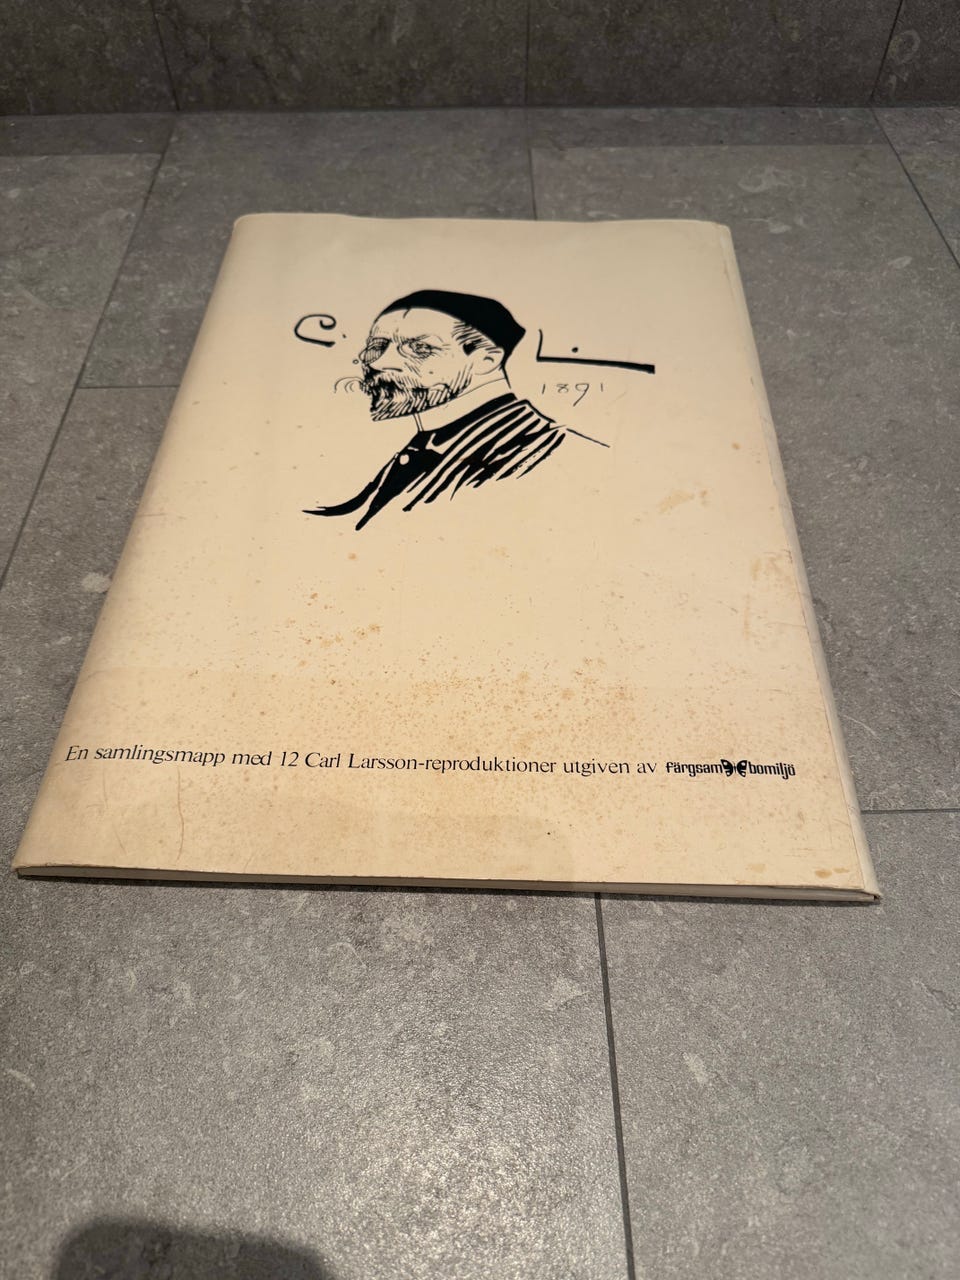 C. L.
1891
En samlingsmapp med 12 Carl Larsson-reproduktioner utgiven av färgsam bomiljö